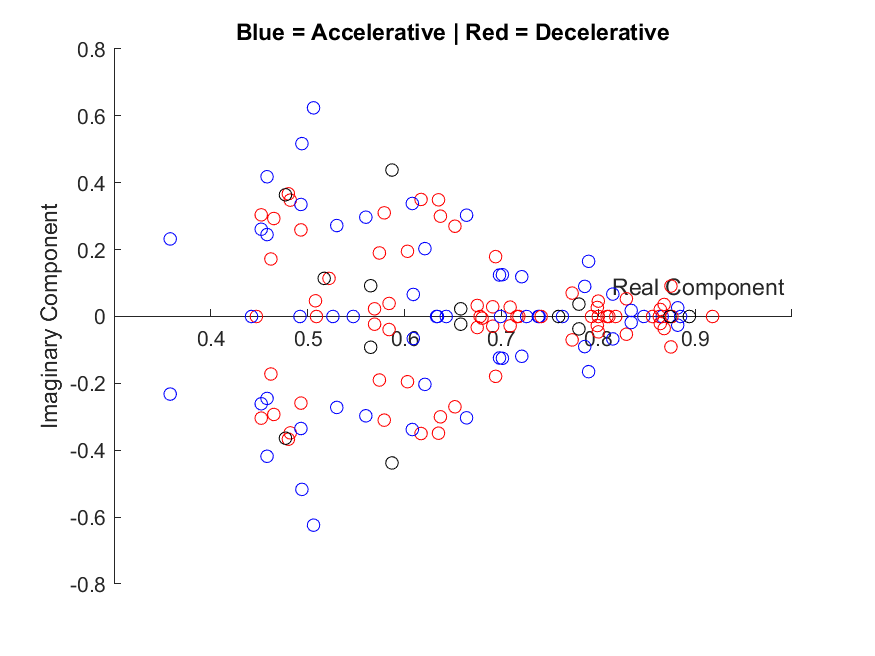 Blue = Accelerative | Red = Decelerative
0.8
0.6
0.4
0.2
0
-0.2
-0.4
-0.6
-0.8
Imaginary Component
Real Component
0.4 0.5 0.6 0.7 0.8 0.9